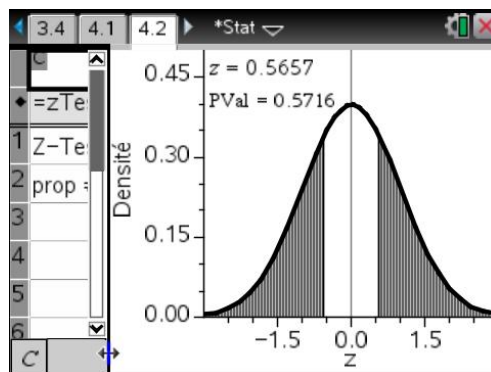 3.4 4.1 4.2 *Stat
C
=zTe
1 Z-Te
2 prop =
3
4
5
6
C
z = 0.5657
PVal = 0.5716
Densité
0.45
0.30
0.15
0.00
-1.5 0.0 1.5
z